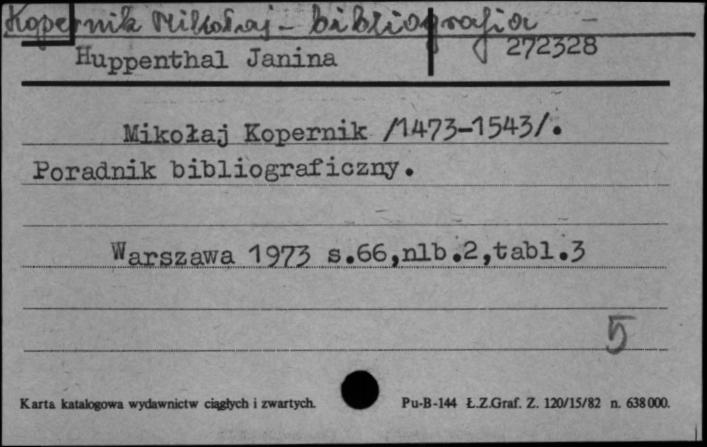 Kopernik Mikołaj - bibliografia -
272328
Huppenthal Janina
Mikołaj Kopernik /1473-1543/.
Poradnik bibliograficzny.
Warszawa 1973 s.66,nlb.2,tabl.3
5
Karta katalogowa wydawnictw ciągłych i zwartych.
Pu-B-144 Ł.Z.Graf. Z. 120/15/82 n. 638000.